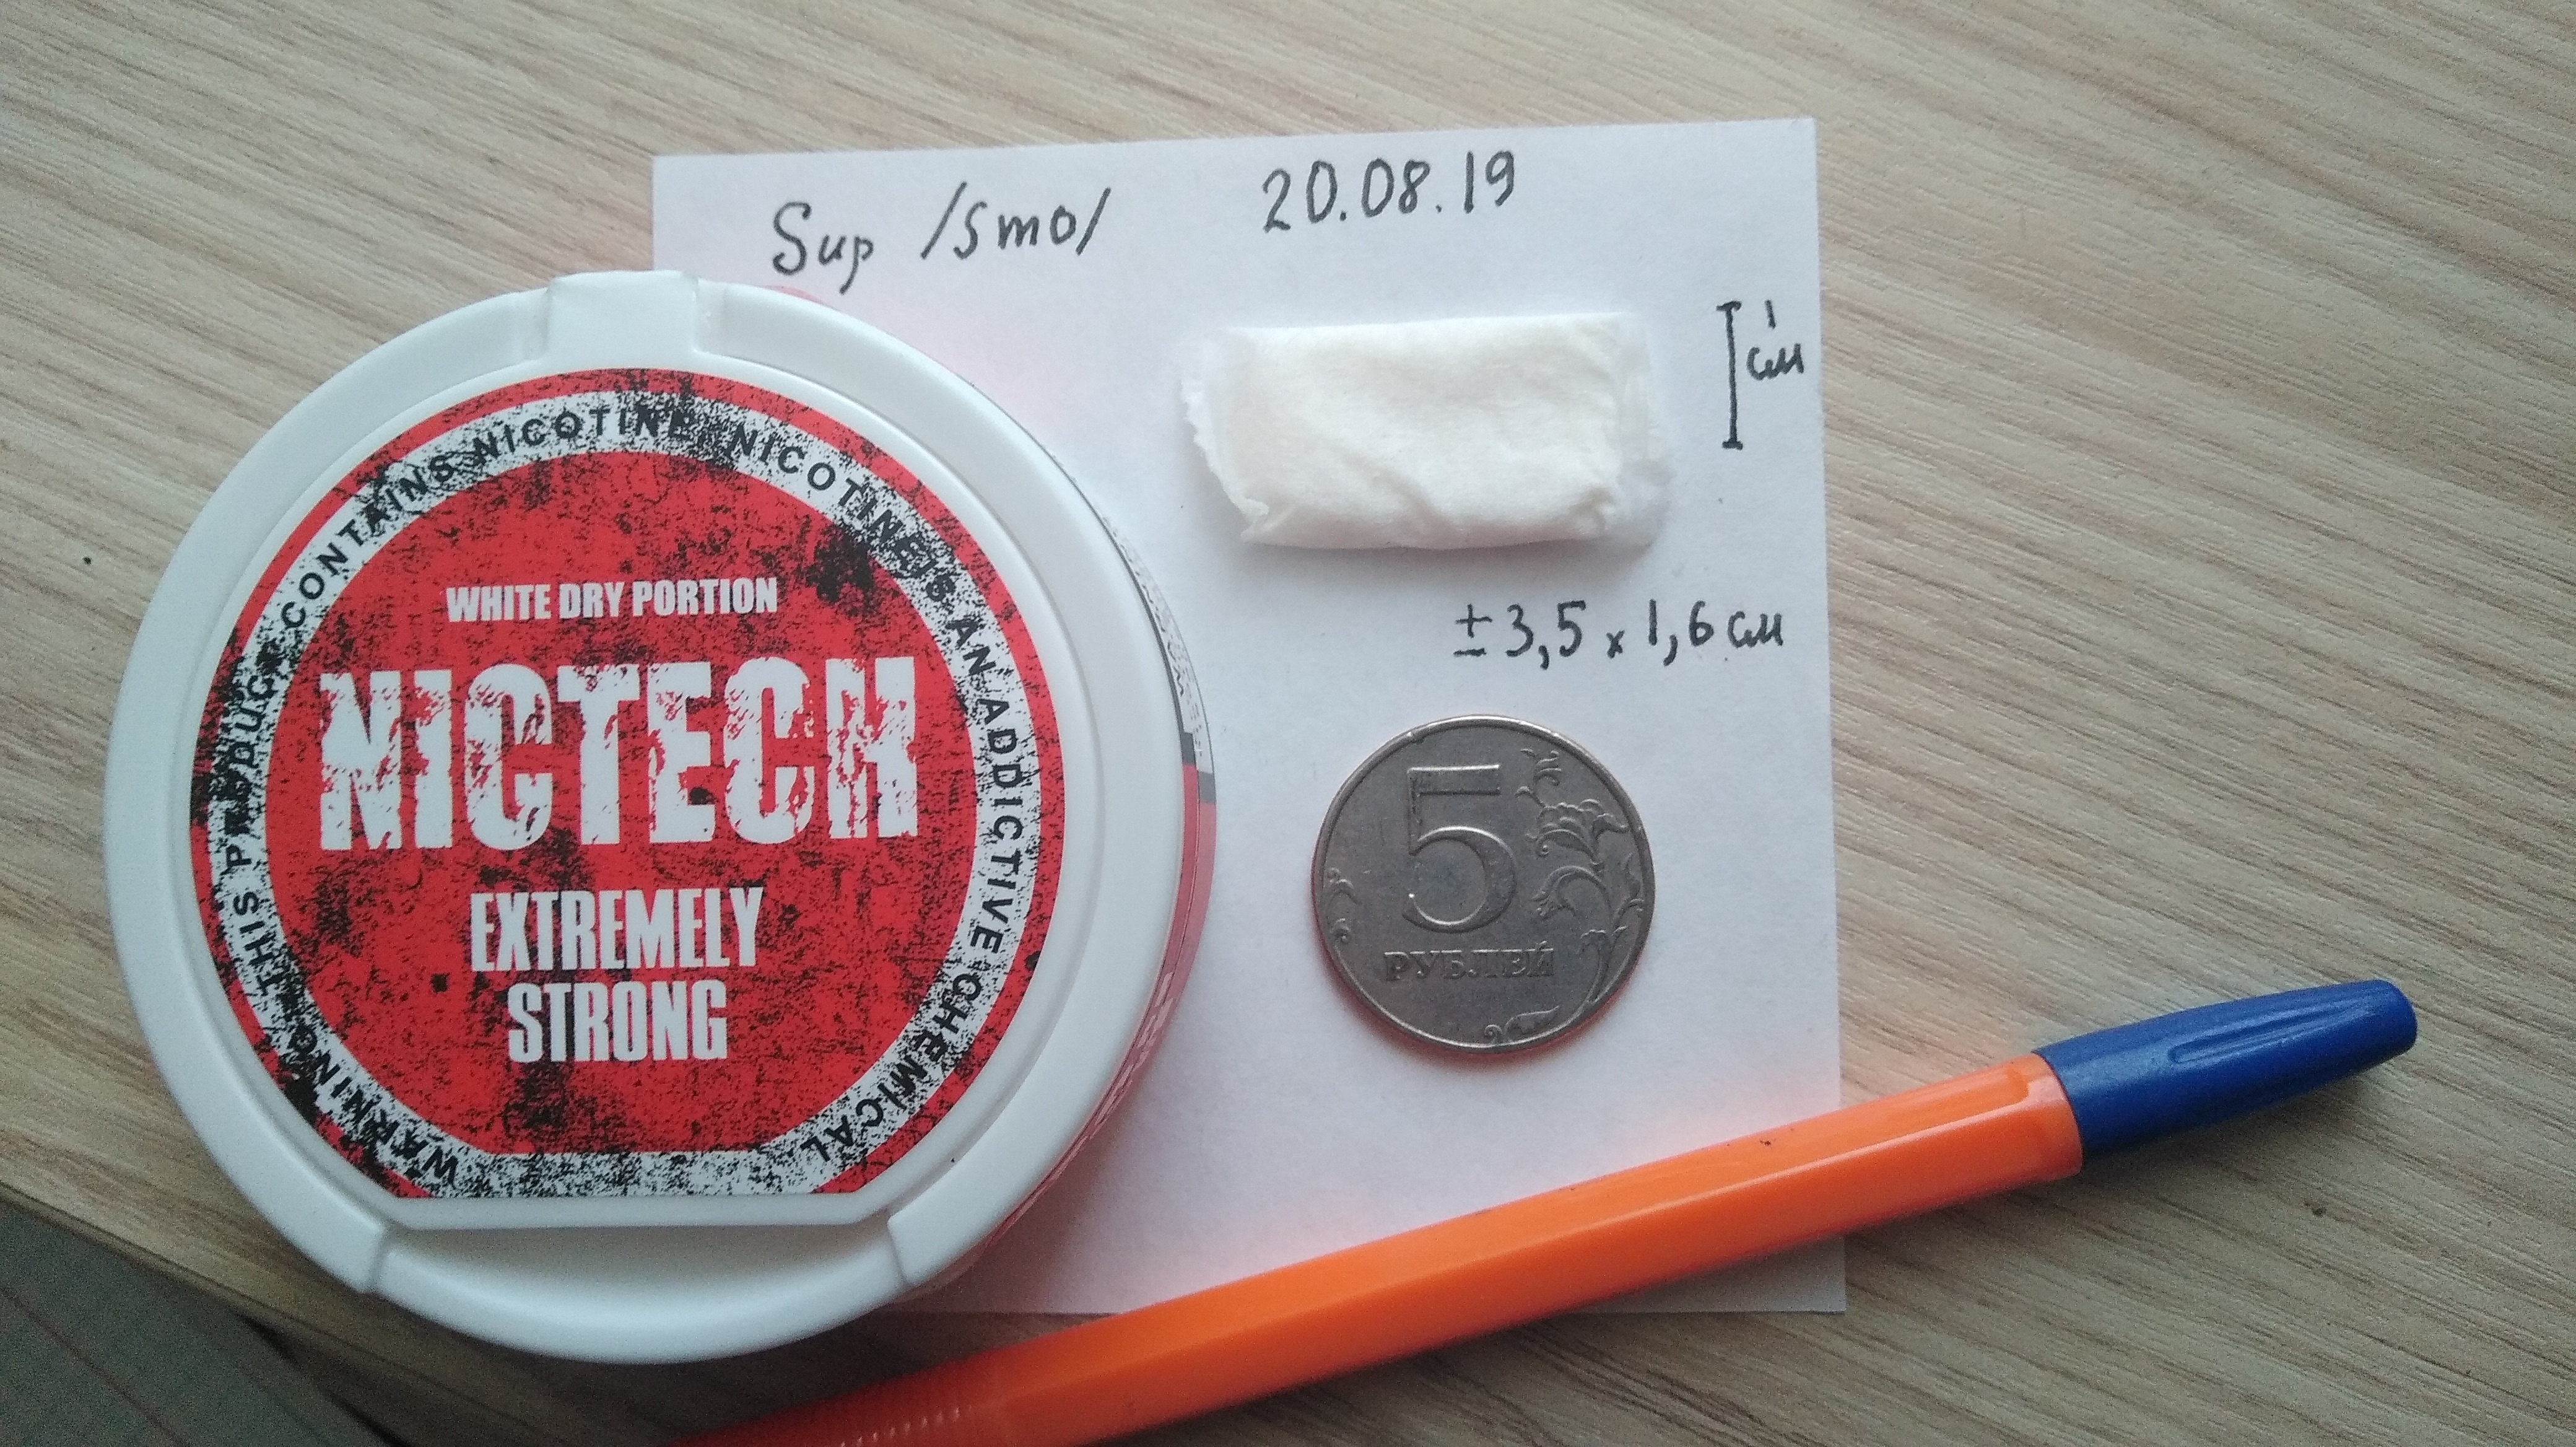 Sup /smo/ 20.08.19
1
см
± 3,5 x 1,6 см
WARNING THIS PRODUCT CONTAINS NICOTINE. NICOTINE IS AN ADDICTIVE CHEMICAL
WHITE DRY PORTION
NICTECH
EXTREMELY
STRONG
5
РУБЛЕЙ